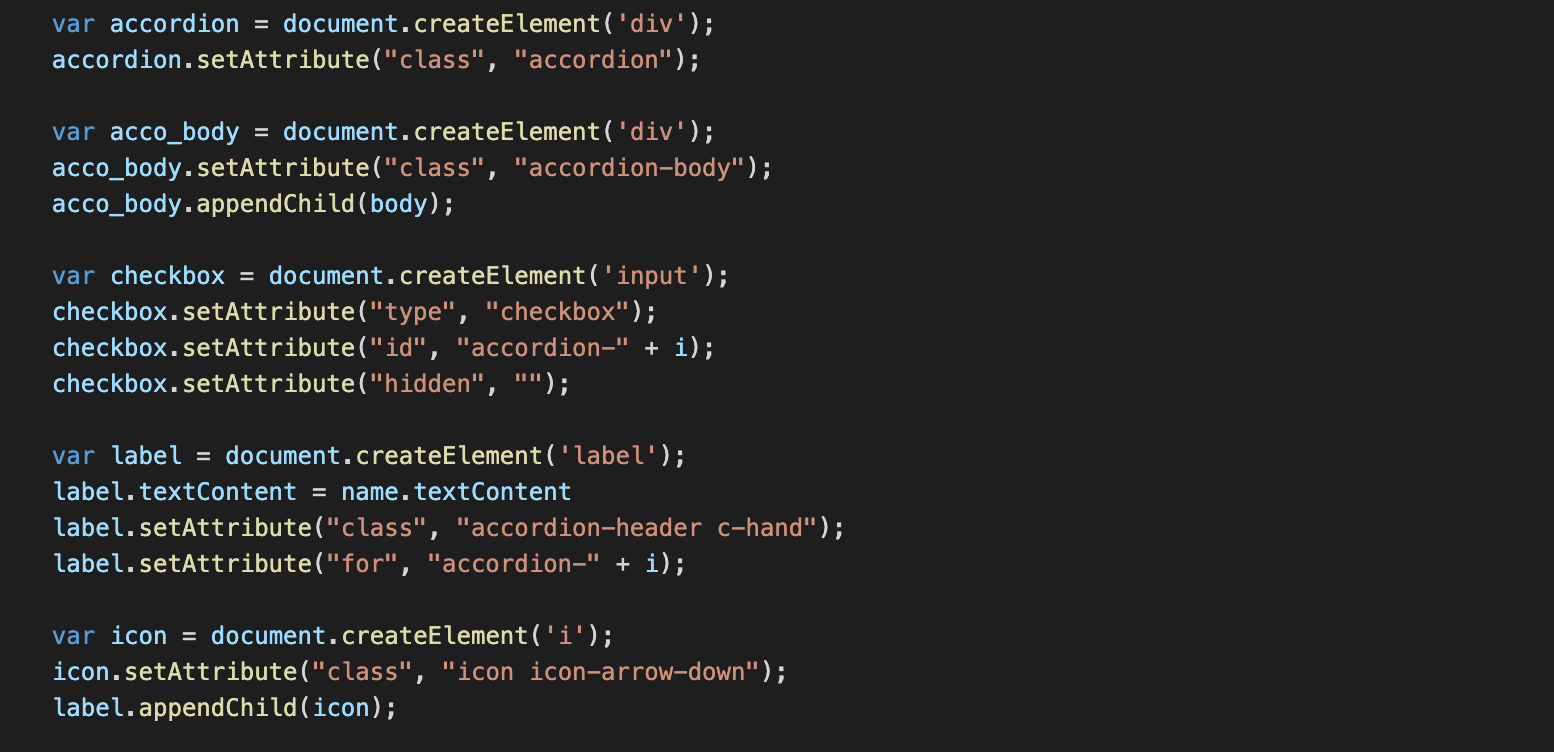 var accordion = document.createElement('div');
accordion.setAttribute("class", "accordion");
var acco_body = document.createElement('div');
acco_body.setAttribute("class", "accordion-body");
acco_body.appendChild(body);
var checkbox = document.createElement('input');
checkbox.setAttribute("type", "checkbox");
checkbox.setAttribute("id", "accordion-" + i);
checkbox.setAttribute("hidden", "");
var label = document.createElement('label');
label.textContent = name.textContent
label.setAttribute("class", "accordion-header c-hand");
label.setAttribute("for", "accordion-" + i);
var icon = document.createElement('i');
icon.setAttribute("class", "icon icon-arrow-down");
label.appendChild(icon);